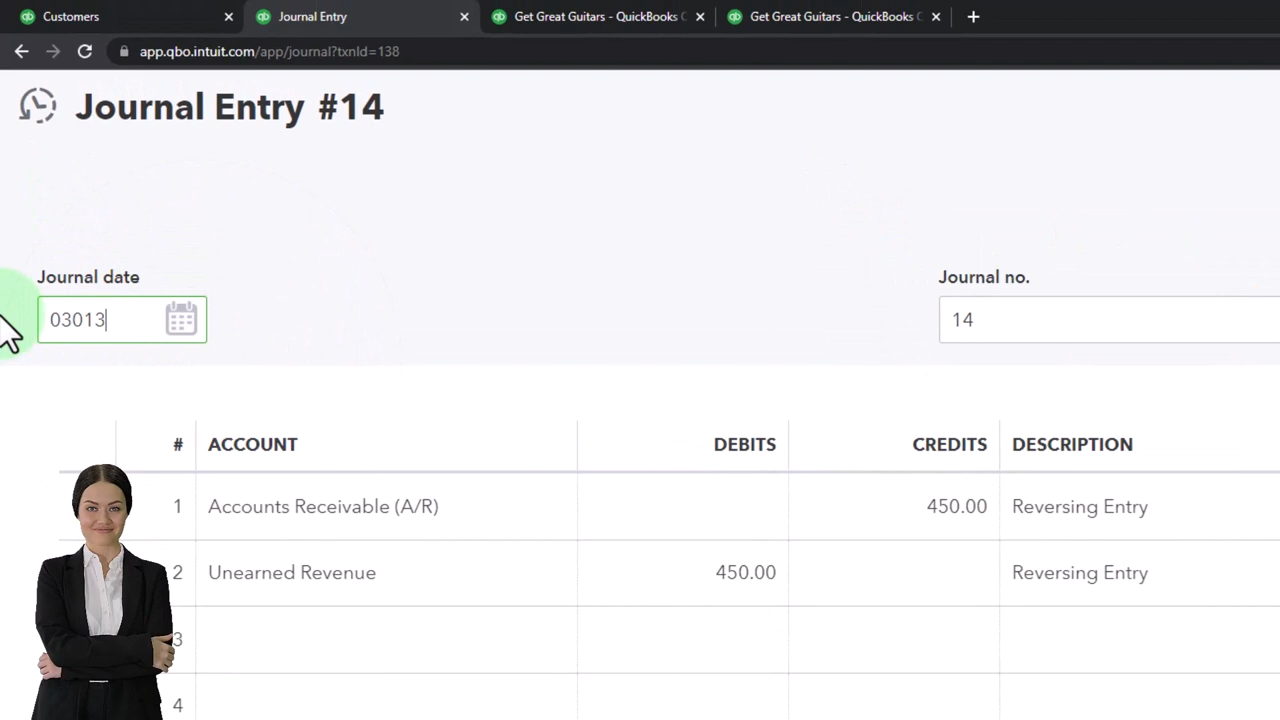 Customers
Journal Entry
Get Great Guitars - QuickBooks
Get Great Guitars - QuickBooks
app.qbo.intuit.com/app/journal?txnId=138
Journal Entry #14
Journal date
Journal no.
03013
14
# ACCOUNT DEBITS CREDITS DESCRIPTION
1 Accounts Receivable (A/R) 450.00 Reversing Entry
2 Unearned Revenue 450.00 Reversing Entry
3
4